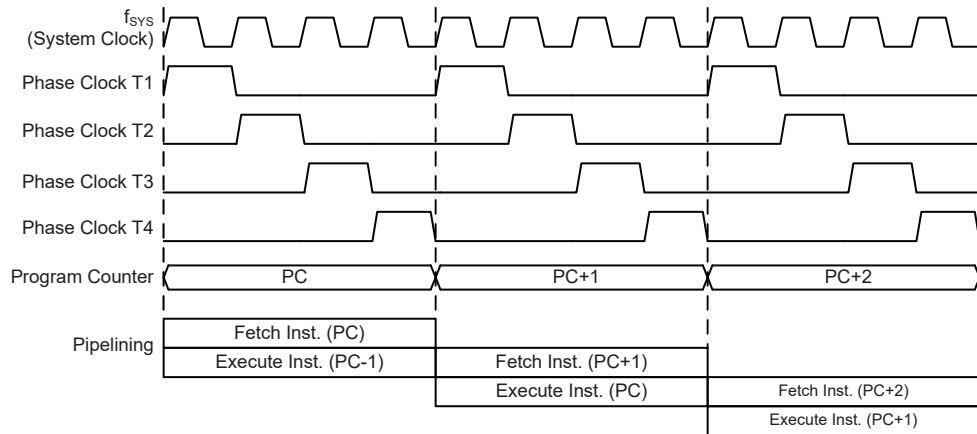 fSYS
(System Clock)
Phase Clock T1
Phase Clock T2
Phase Clock T3
Phase Clock T4
Program Counter PC PC+1 PC+2
Pipelining
Fetch Inst. (PC)
Execute Inst. (PC-1) Fetch Inst. (PC+1)
Execute Inst. (PC) Fetch Inst. (PC+2)
Execute Inst. (PC+1)